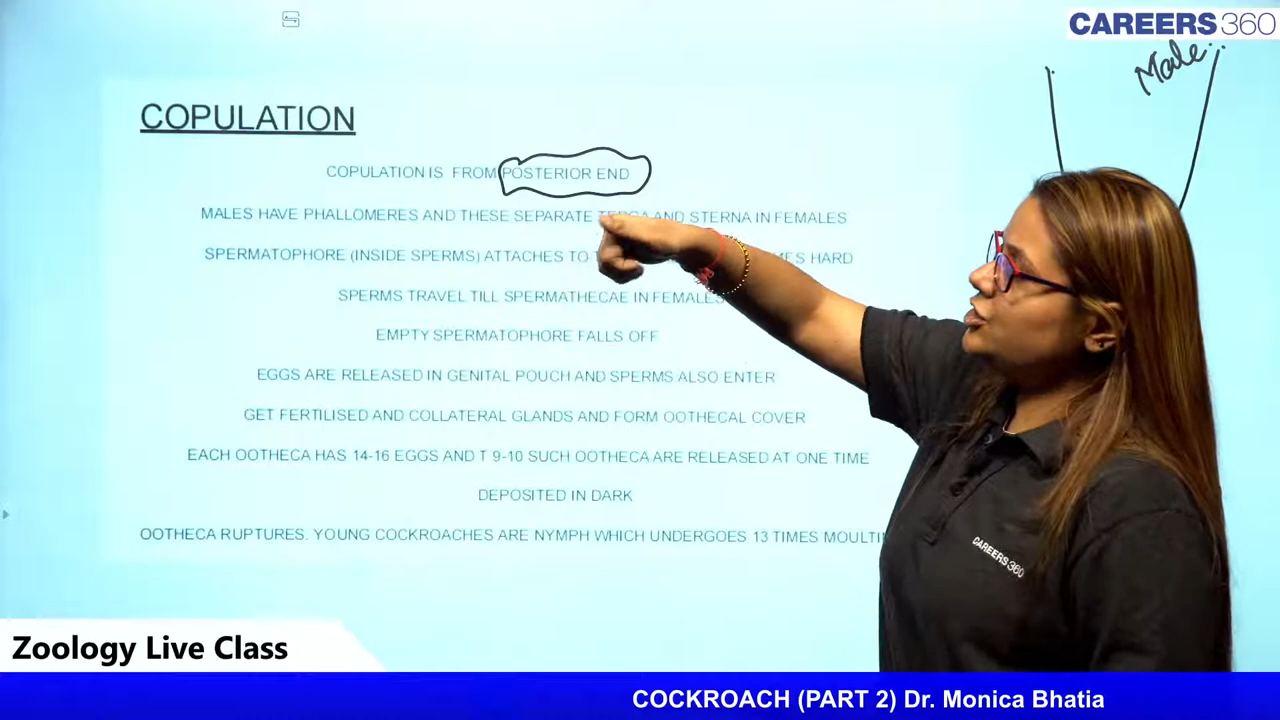 CAREERS360
Male..
COPULATION
COPULATION IS FROM POSTERIOR END
MALES HAVE PHALLOMERES AND THESE SEPARATE TERGA AND STERNA IN FEMALES
SPERMATOPHORE (INSIDE SPERMS) ATTACHES TO HARD
SPERMS TRAVEL TILL SPERMATHECAE IN FEMALES
EMPTY SPERMATOPHORE FALLS OFF
EGGS ARE RELEASED IN GENITAL POUCH AND SPERMS ALSO ENTER
GET FERTILISED AND COLLATERAL GLANDS AND FORM OOTHECAL COVER
EACH OOTHECA HAS 14-16 EGGS AND T 9-10 SUCH OOTHECA ARE RELEASED AT ONE TIME
DEPOSITED IN DARK
OOTHECA RUPTURES. YOUNG COCKROACHES ARE NYMPH WHICH UNDERGOES 13 TIMES
CAREERS360
Zoology Live Class
COCKROACH (PART 2) Dr. Monica Bhatia